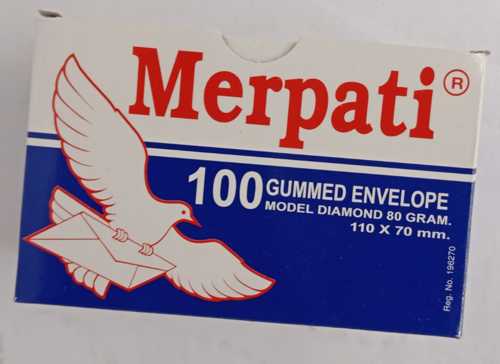 Merpati®
100 GUMMED ENVELOPE
MODEL DIAMOND 80 GRAM.
110 X 70 mm.
Reg. No. 196270